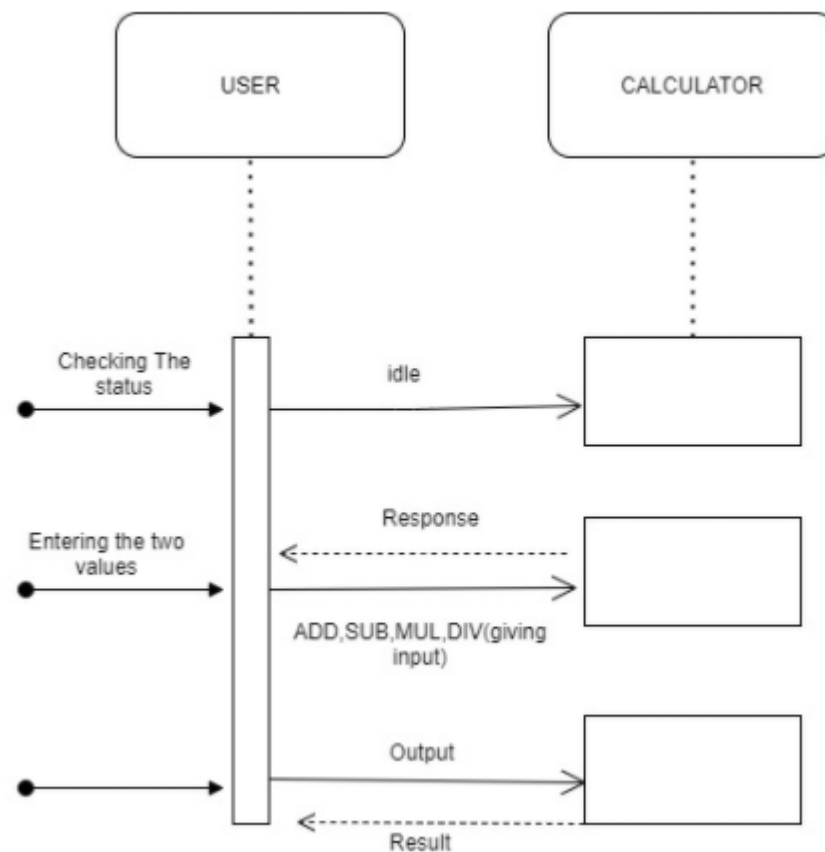 USER
CALCULATOR
Checking The
status
idle
Response
Entering the two
values
ADD,SUB,MUL,DIV(giving
input)
Output
Result